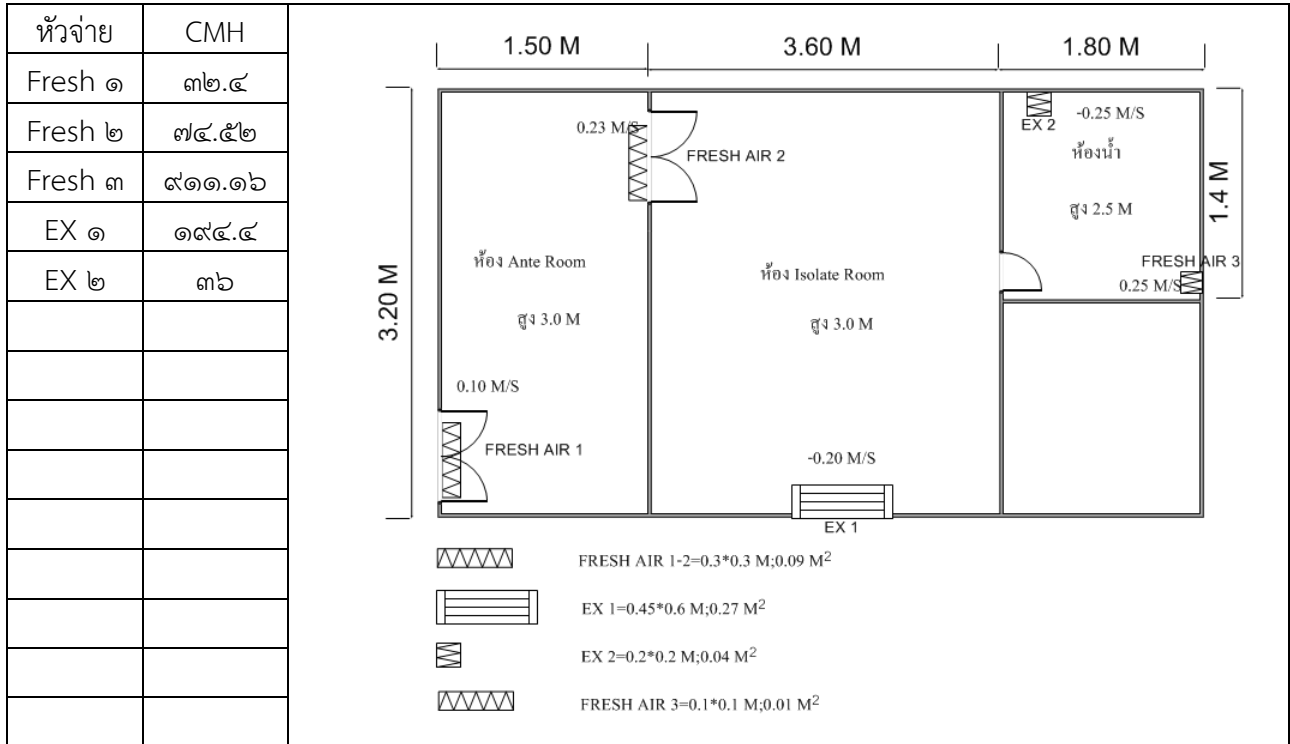 หัวจ่าย CMH
Fresh ๑ ๓๒.๔
Fresh ๒ ๗๔.๕๒
Fresh ๓ ๙๑๑.๑๖
EX ๑ ๑๙๔.๔
EX ๒ ๓๖
1.50 M 3.60 M 1.80 M
0.23 M/S
FRESH AIR 2
EX 2
-0.25 M/S
ห้องน้ำ
สูง 2.5 M
1.4 M
FRESH AIR 3
0.25 M/S
3.20 M
ห้อง Ante Room
สูง 3.0 M
ห้อง Isolate Room
สูง 3.0 M
0.10 M/S
FRESH AIR 1
-0.20 M/S
EX 1
FRESH AIR 1-2=0.3*0.3 M;0.09 M²
EX 1=0.45*0.6 M;0.27 M²
EX 2=0.2*0.2 M;0.04 M²
FRESH AIR 3=0.1*0.1 M;0.01 M²